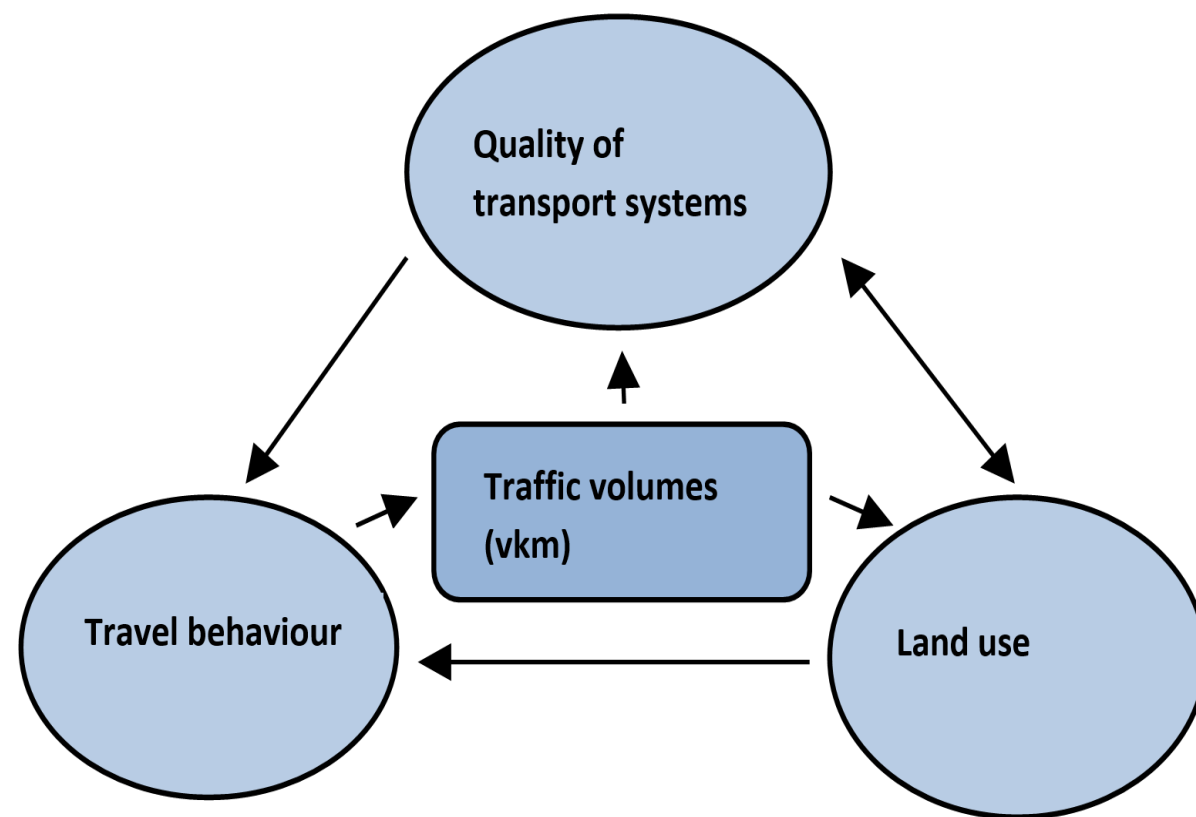 Quality of
transport systems
Traffic volumes
(vkm)
Travel behaviour
Land use